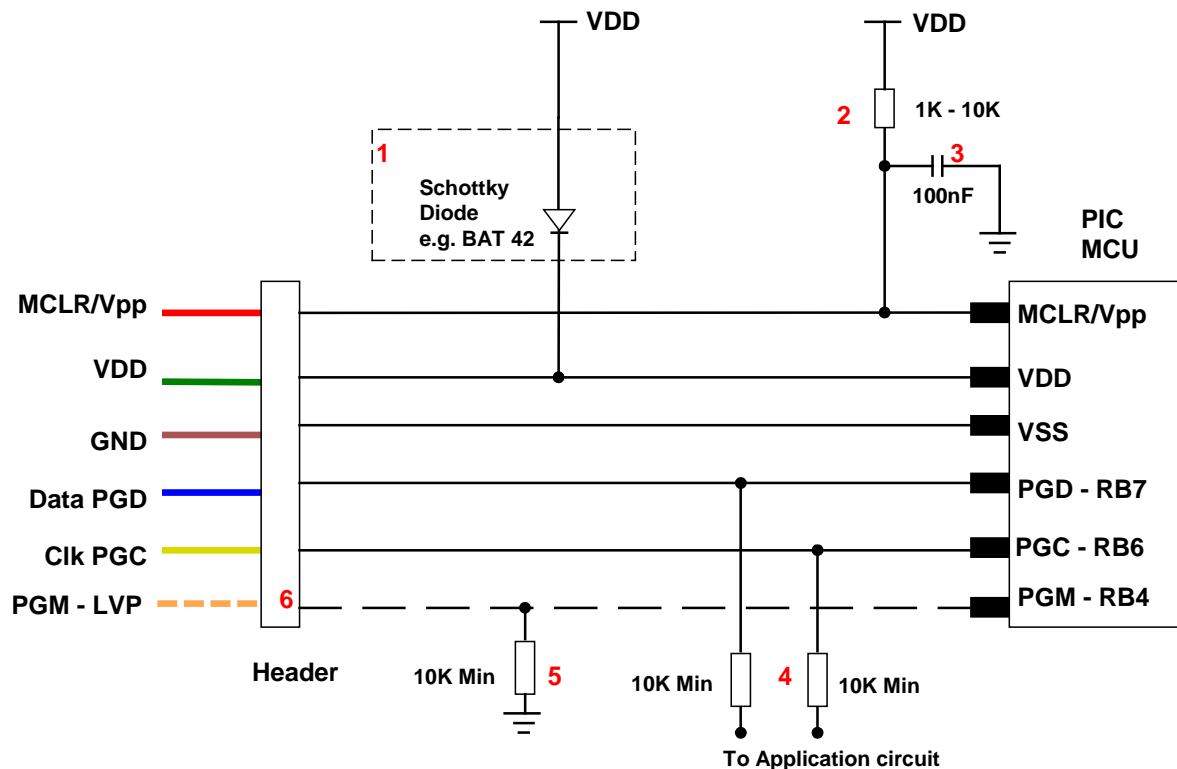 VDD
VDD
2
1K - 10K
1
3
Schottky
Diode
e.g. BAT 42
100nF
PIC
MCU
MCLR/Vpp
MCLR/Vpp
VDD
VDD
GND
VSS
Data PGD
PGD - RB7
Clk PGC
PGC - RB6
PGM - LVP
6
PGM - RB4
Header
10K Min
5
10K Min
4
10K Min
To Application circuit